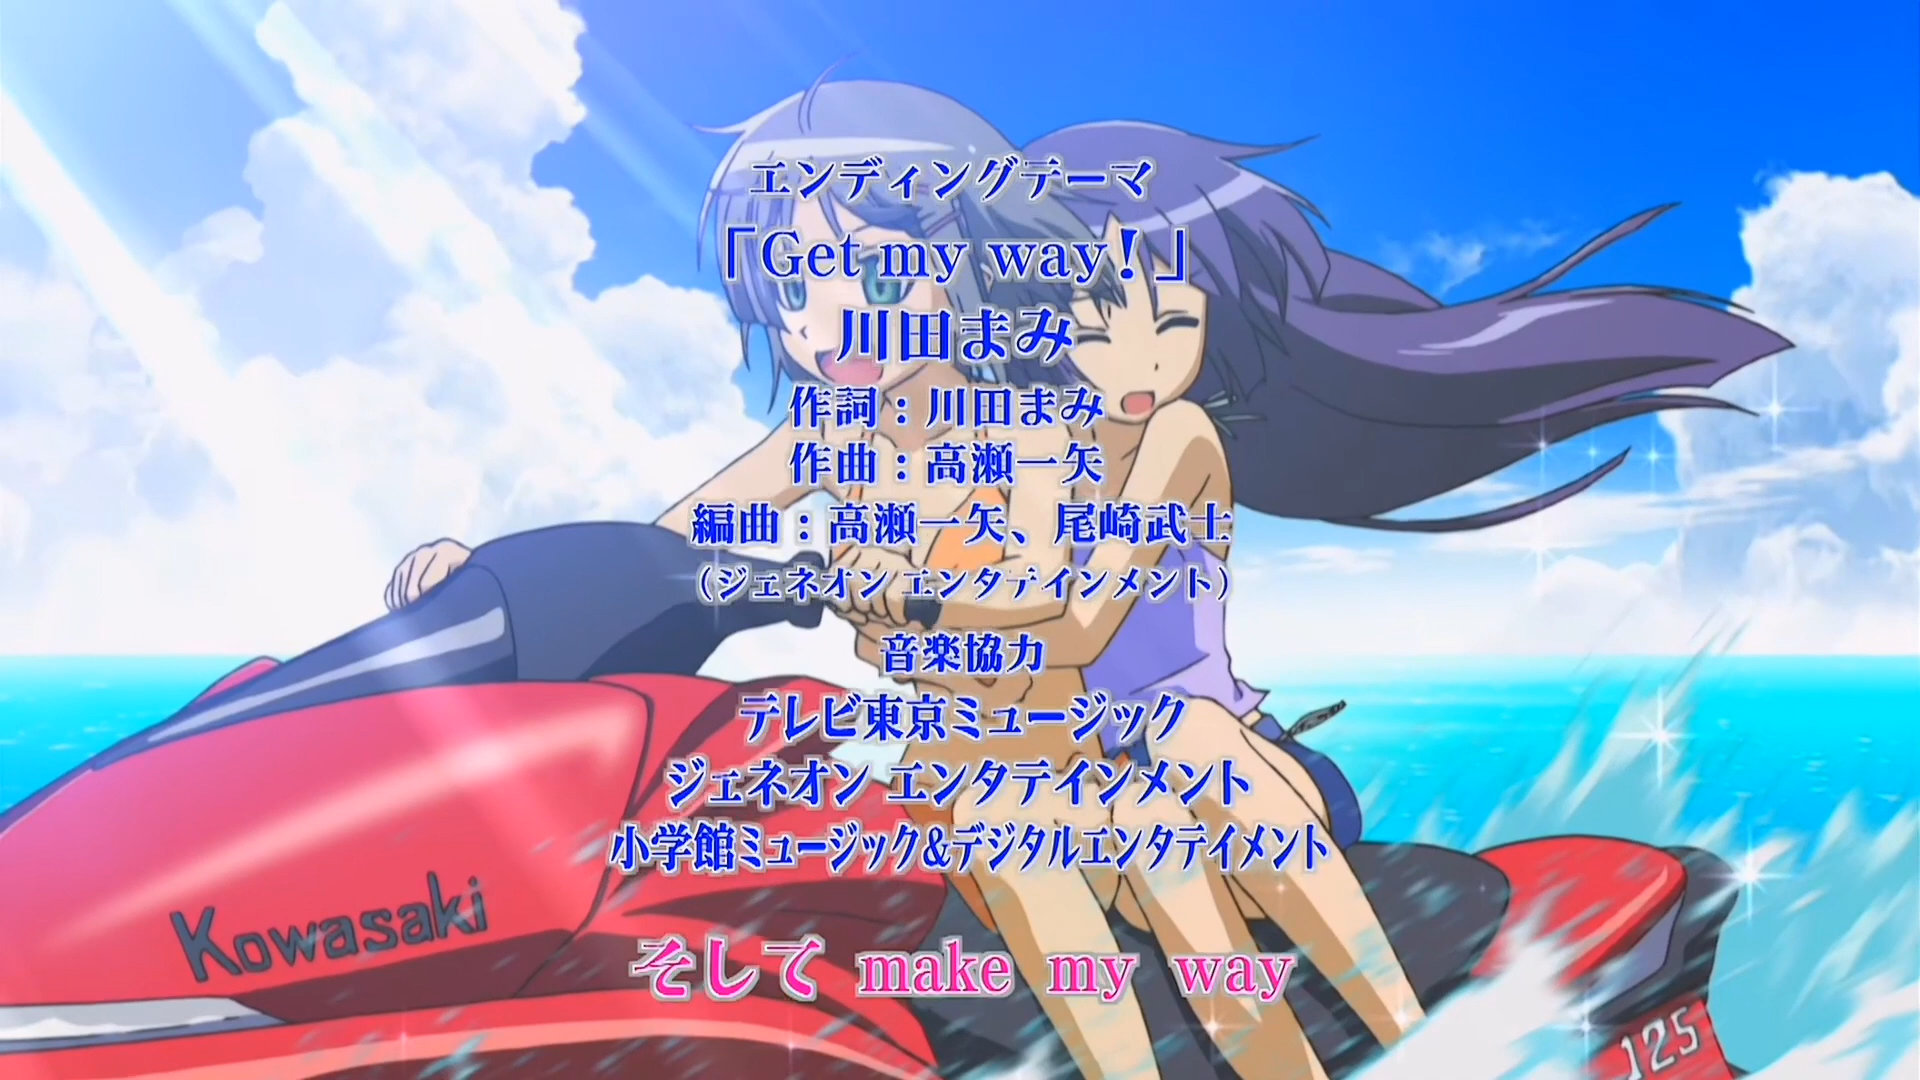 エンディングテーマ
「Get my way!」
川田まみ
作詞：川田まみ
作曲：高瀬一矢
編曲：高瀬一矢、尾崎武士
（ジェネオン エンタテインメント）
音楽協力
テレビ東京ミュージック
ジェネオン エンタテインメント
小学館ミュージック&デジタルエンタテイメント
Kowasaki
そして make my way
125